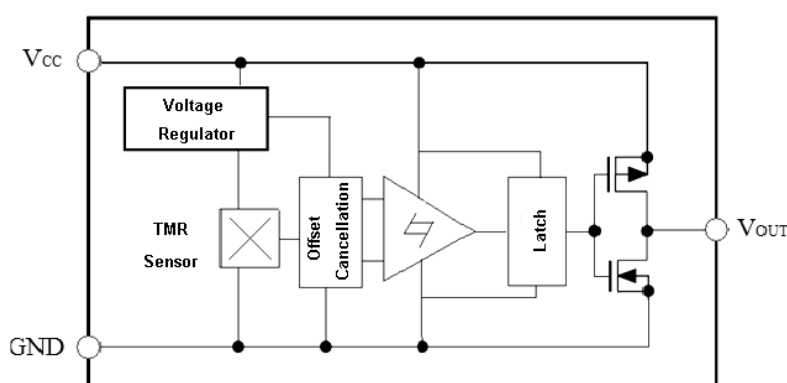 VCC
Voltage
Regulator
TMR
Sensor
Offset
Cancellation
Latch
VOUT
GND